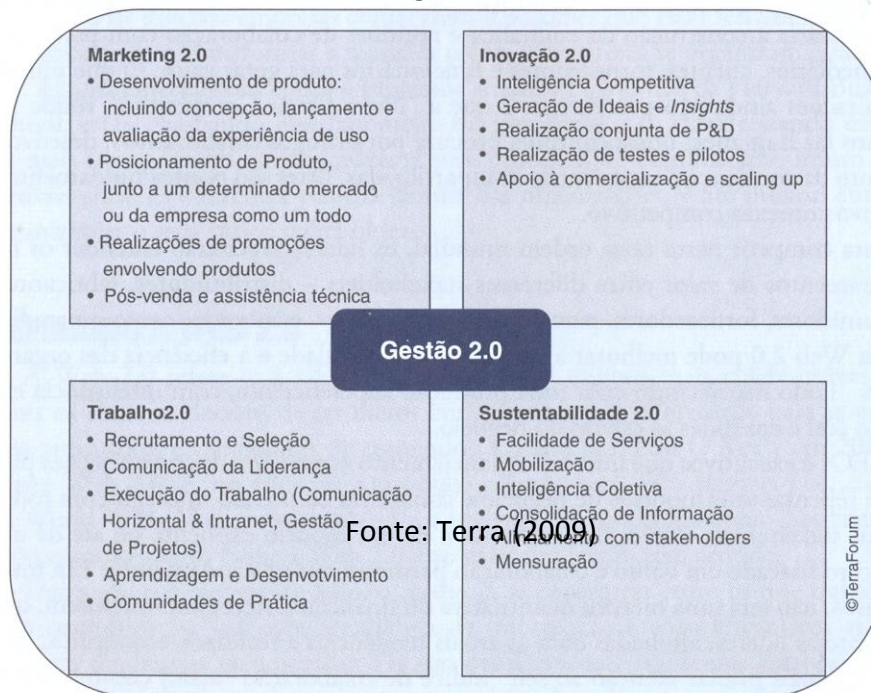 Marketing 2.0
• Desenvolvimento de produto:
incluindo concepção, lançamento e
avaliação da experiência de uso
• Posicionamento de Produto,
junto a um determinado mercado
ou da empresa como um todo
• Realizações de promoções
envolvendo produtos
• Pós-venda e assistência técnica
Inovação 2.0
• Inteligência Competitiva
• Geração de Ideais e Insights
• Realização conjunta de P&D
• Reaização de testes e pilotos
• Apoio à comercialização e scaling up
Gestão 2.0
Trabalho2.0
• Recrutamento e Seleção
• Comunicação da Liderança
• Execução do Trabalho (Comunicação
Horizontal & Intranet, Gestão
de Projetos)
• Aprendizagem e Desenvotvimento
• Comunidades de Prática
Sustentabilidade 2.0
• Facilidade de Serviços
• Mobilização
• Inteligência Coletiva
• Consolidação de Informação
• Alinhamento com stakeholders
• Mensuração
Fonte: Terra (2009)
©TerraForum